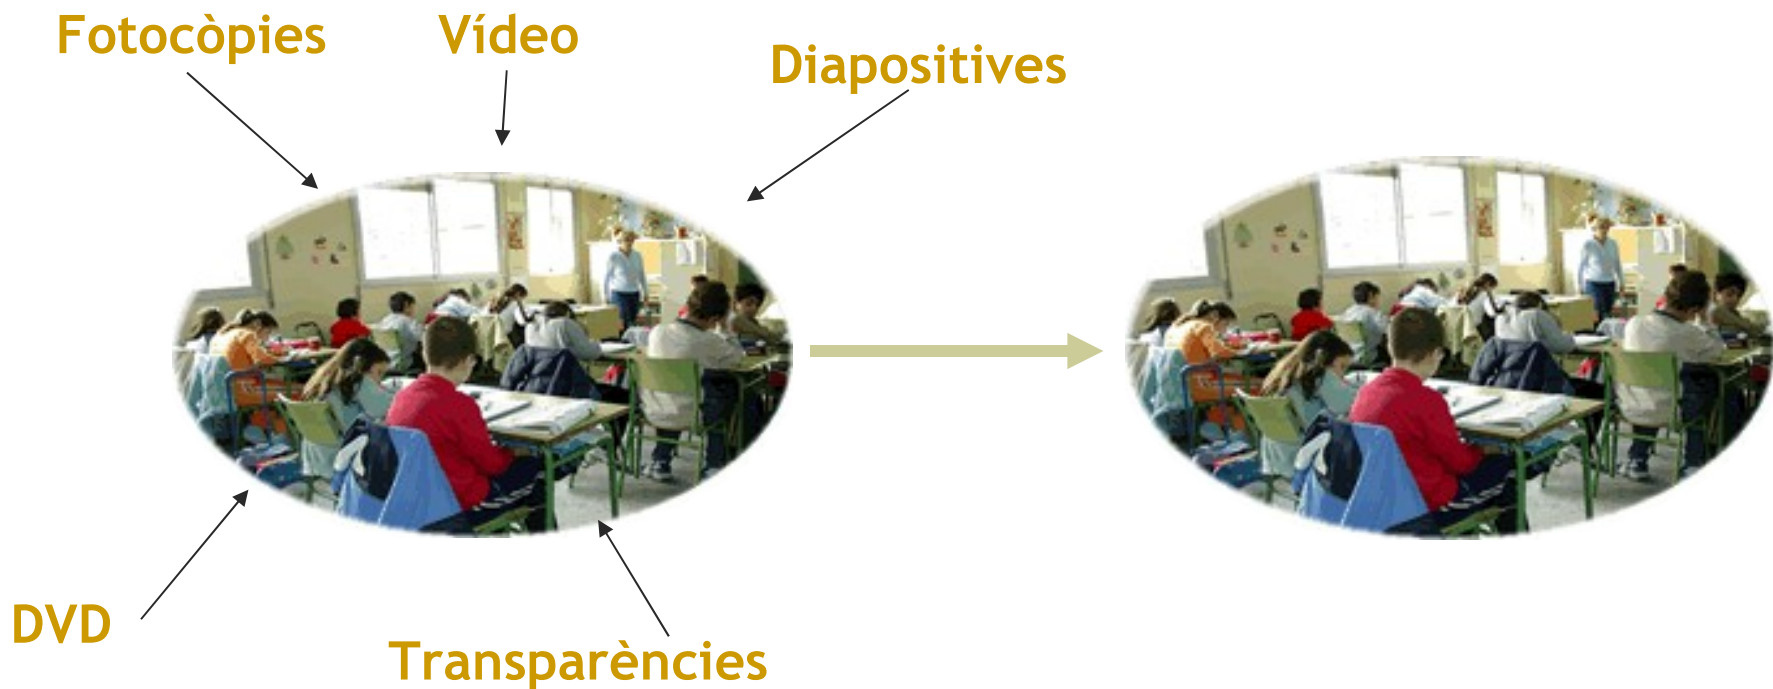 Fotocòpies
Vídeo
Diapositives
DVD
Transparències